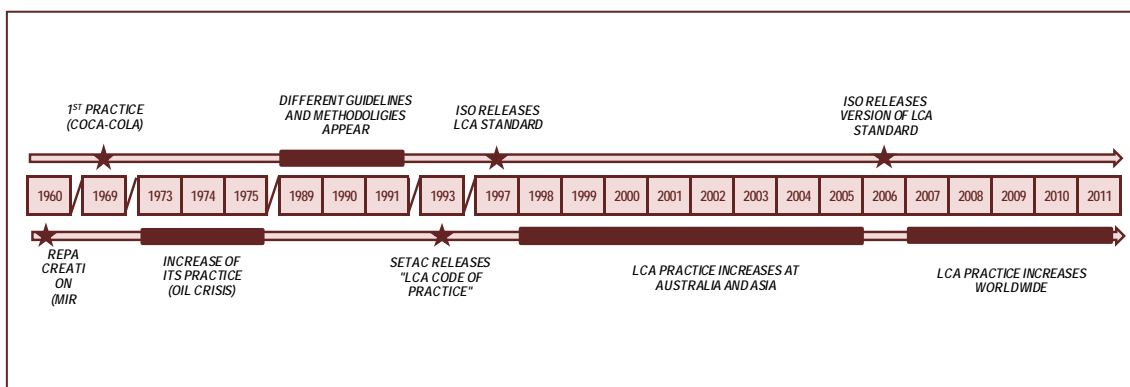 1ST PRACTICE
(COCA-COLA)
DIFFERENT GUIDELINES
AND METHODOLIGIES
APPEAR
ISO RELEASES
LCA STANDARD
ISO RELEASES
VERSION OF LCA
STANDARD
1960 1969 1973 1974 1975 1989 1990 1991 1993 1997 1998 1999 2000 2001 2002 2003 2004 2005 2006 2007 2008 2009 2010 2011
REPA
CREATI
ON
(MIR
INCREASE OF
ITS PRACTICE
(OIL CRISIS)
SETAC RELEASES
"LCA CODE OF
PRACTICE"
LCA PRACTICE INCREASES AT
AUSTRALIA AND ASIA
LCA PRACTICE INCREASES
WORLDWIDE